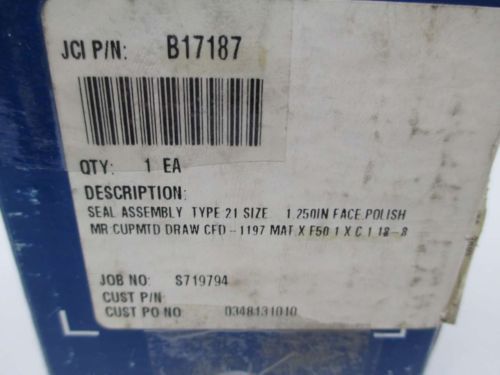 JCI P/N: B17187
QTY: 1 EA
DESCRIPTION:
SEAL ASSEMBLY TYPE 21 SIZE 1.250IN FACE POLISH
MR CUPMTD DRAW CFD-1197 MAT X F50 1 X C 1 18-8
JOB NO: S719794
CUST P/N
CUST PO NO D348131010